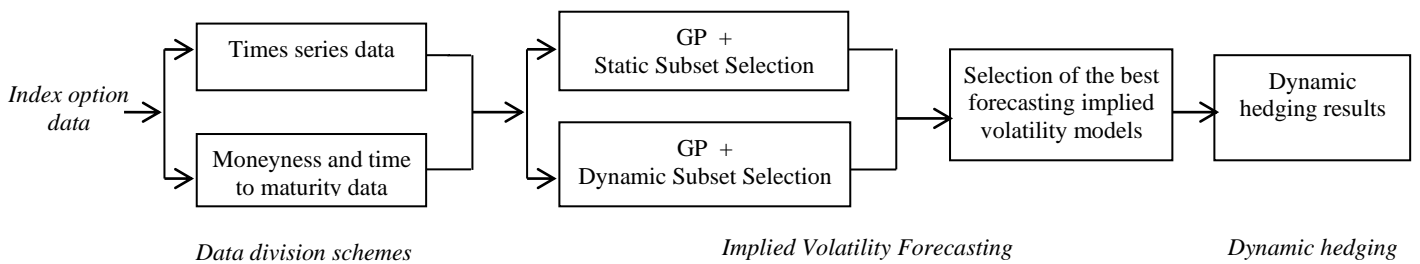 Index option
data
Times series data
Moneyness and time
to maturity data
GP +
Static Subset Selection
GP +
Dynamic Subset Selection
Selection of the best
forecasting implied
volatility models
Dynamic
hedging results
Data division schemes
Implied Volatility Forecasting
Dynamic hedging